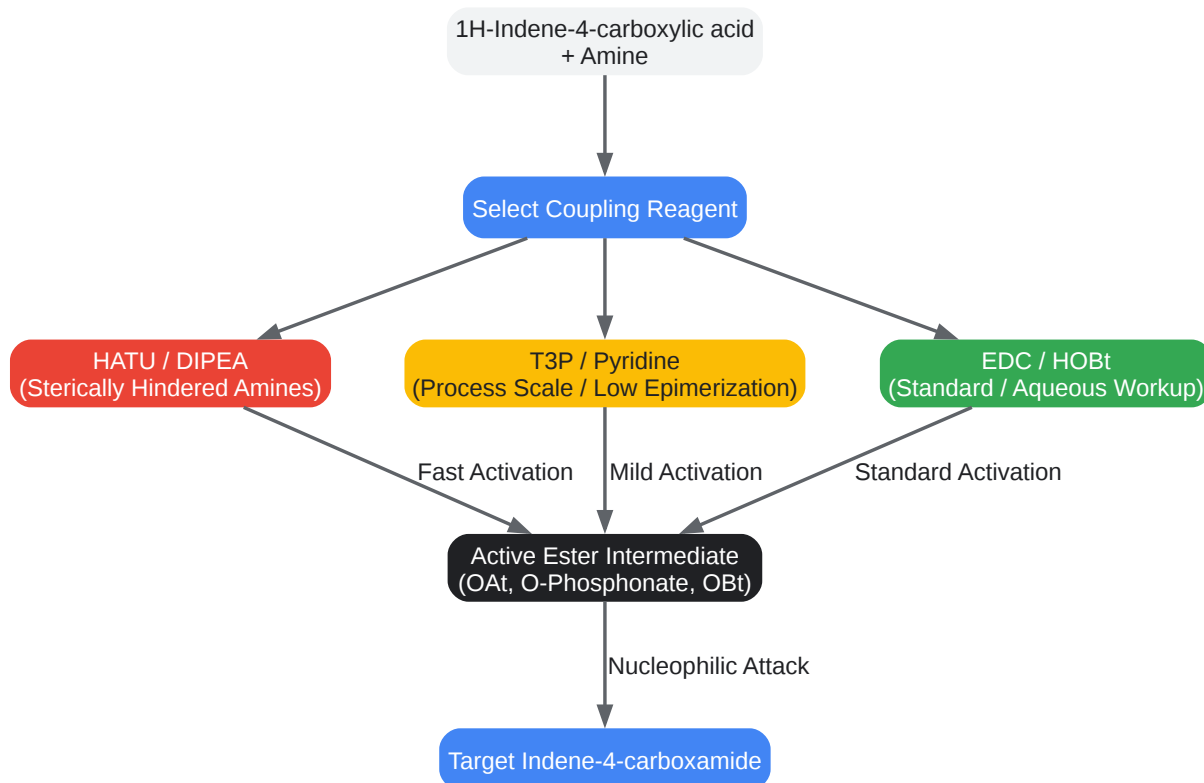 1H-Indene-4-carboxylic acid
+ Amine
Select Coupling Reagent
HATU / DIPEA
(Sterically Hindered Amines)
T3P / Pyridine
(Process Scale / Low Epimerization)
EDC / HOBt
(Standard / Aqueous Workup)
Fast Activation
Mild Activation
Standard Activation
Active Ester Intermediate
(OAt, O-Phosphonate, OBt)
Nucleophilic Attack
Target Indene-4-carboxamide